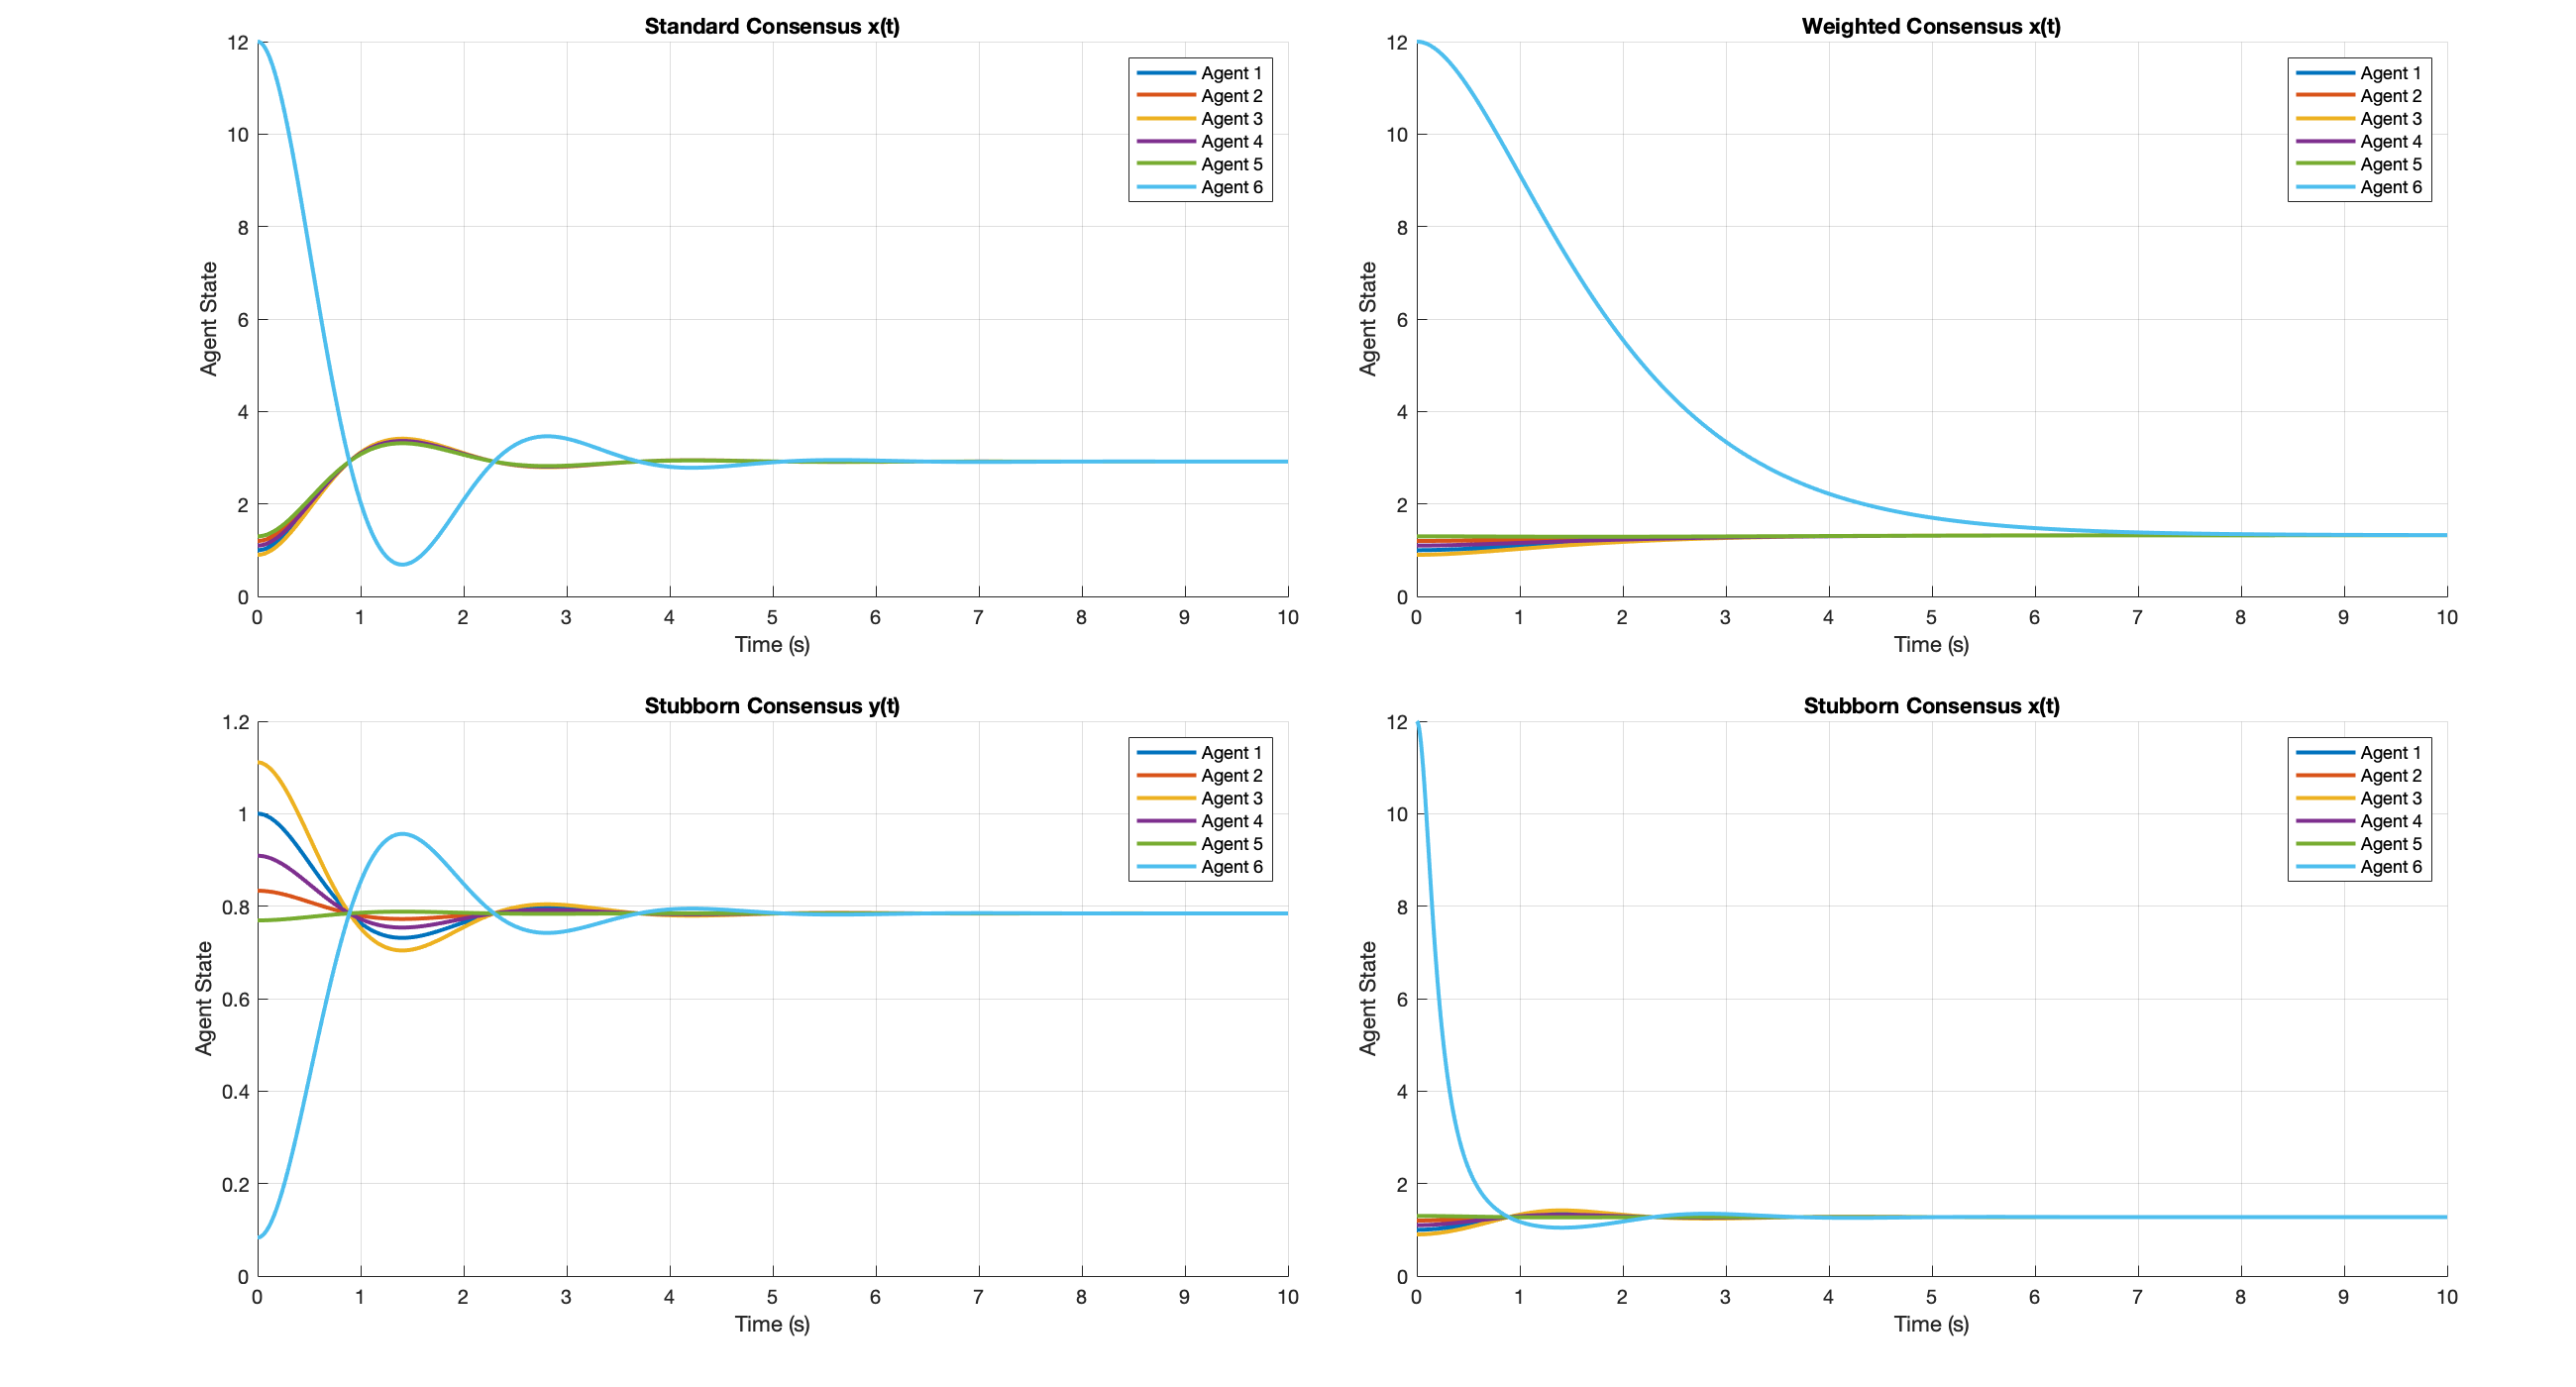 Standard Consensus x(t)
12
10
8
6
4
2
0
Agent State
0 1 2 3 4 5 6 7 8 9 10
Time (s)
Agent 1
Agent 2
Agent 3
Agent 4
Agent 5
Agent 6
Weighted Consensus x(t)
12
10
8
6
4
2
0
Agent State
0 1 2 3 4 5 6 7 8 9 10
Time (s)
Agent 1
Agent 2
Agent 3
Agent 4
Agent 5
Agent 6
Stubborn Consensus y(t)
1.2
1
0.8
0.6
0.4
0.2
0
Agent State
0 1 2 3 4 5 6 7 8 9 10
Time (s)
Agent 1
Agent 2
Agent 3
Agent 4
Agent 5
Agent 6
Stubborn Consensus x(t)
12
10
8
6
4
2
0
Agent State
0 1 2 3 4 5 6 7 8 9 10
Time (s)
Agent 1
Agent 2
Agent 3
Agent 4
Agent 5
Agent 6